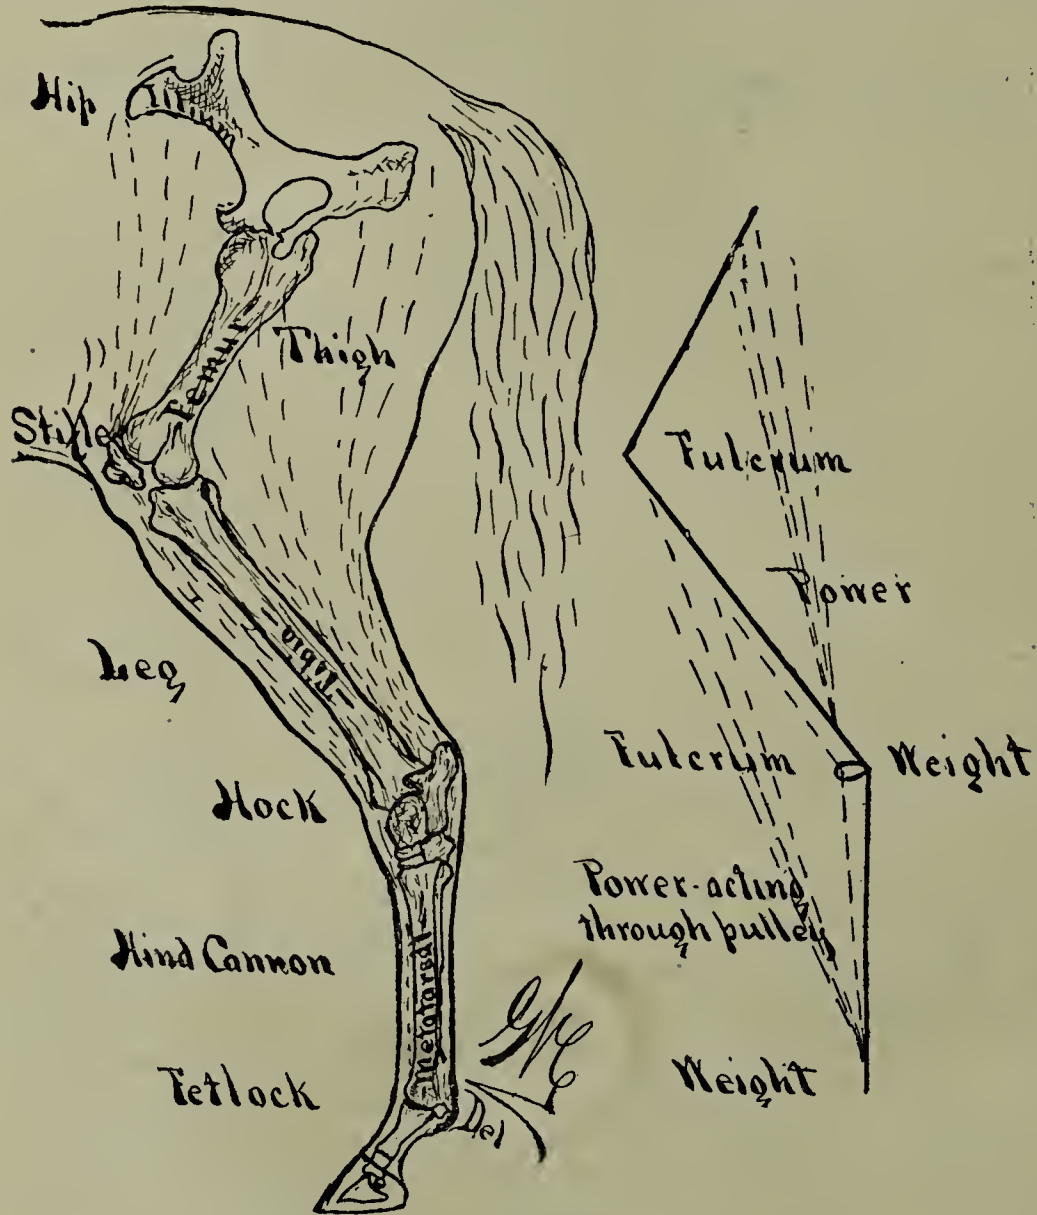 Hip
Ilium
Femur
Thigh
Stifle
Fulcrum
Power
Leg
Tibia
Fulcrum
Weight
Hock
Power-acting
through pulley
Hind Cannon
Metatarsal
Fetlock
Weight
Del